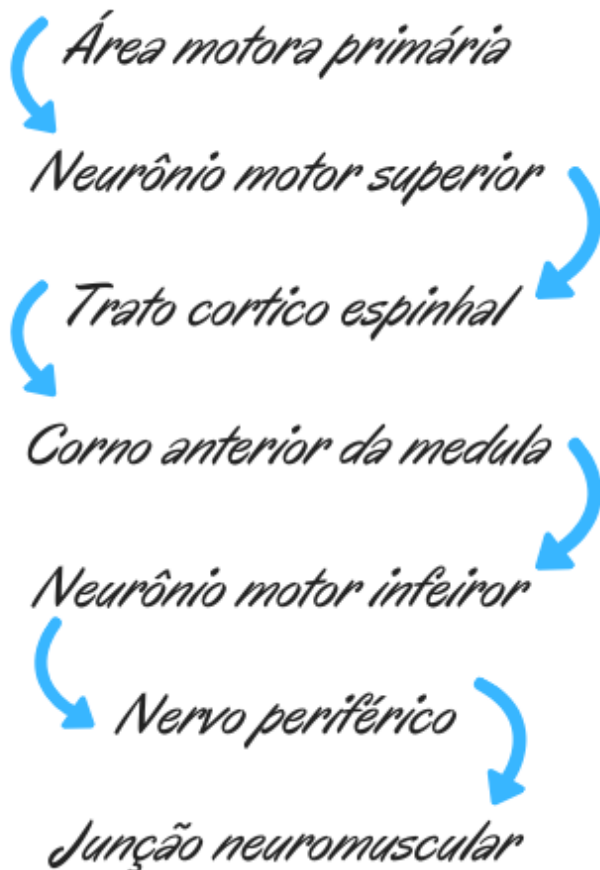 Área motora primária
Neurônio motor superior
Trato cortico espinhal
Corno anterior da medula
Neurônio motor infeiror
Nervo periférico
Junção neuromuscular